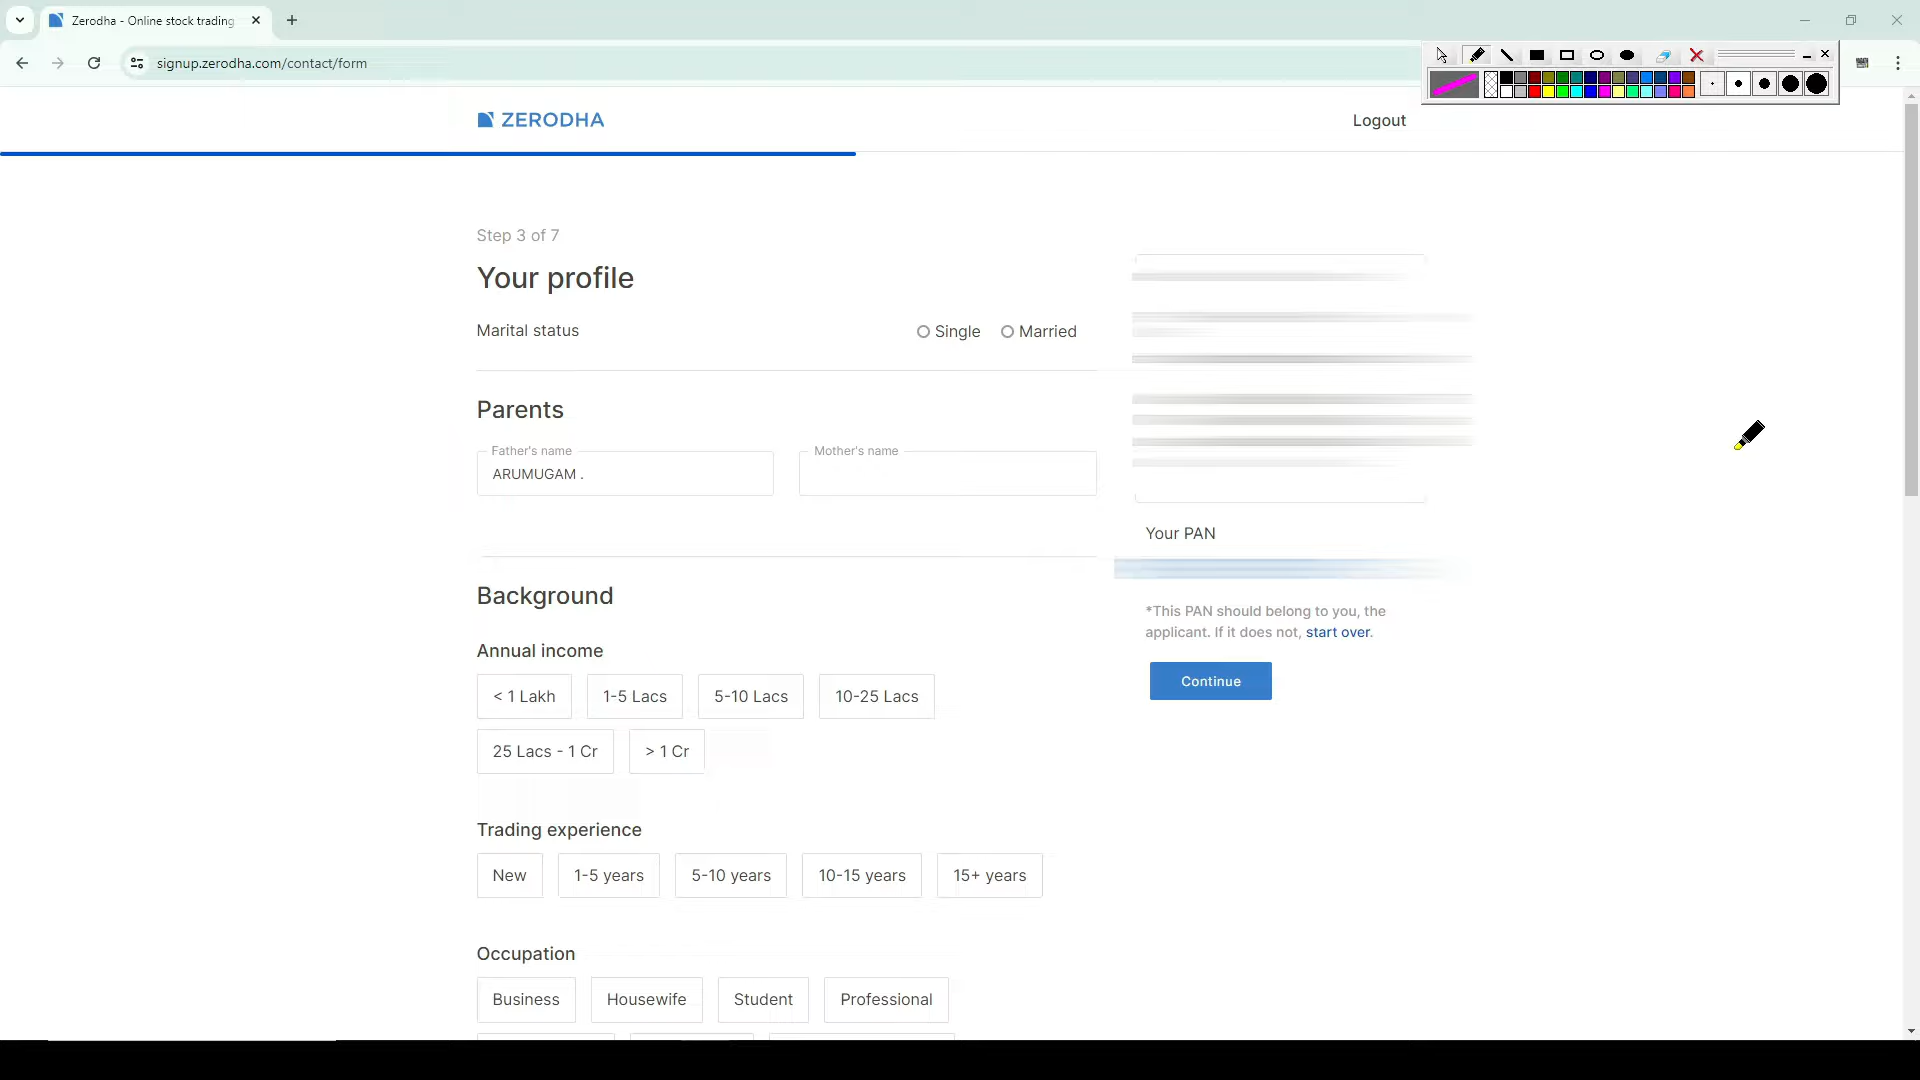 Zerodha - Online stock trading
signup.zerodha.com/contact/form
ZERODHA
Logout
Step 3 of 7
Your profile
Marital status
Single
Married
Parents
Father's name
Mother's name
ARUMUGAM .
Your PAN
*This PAN should belong to you, the
applicant. If it does not, start over.
Continue
Background
Annual income
< 1 Lakh
1-5 Lacs
5-10 Lacs
10-25 Lacs
25 Lacs - 1 Cr
> 1 Cr
Trading experience
New
1-5 years
5-10 years
10-15 years
15+ years
Occupation
Business
Housewife
Student
Professional